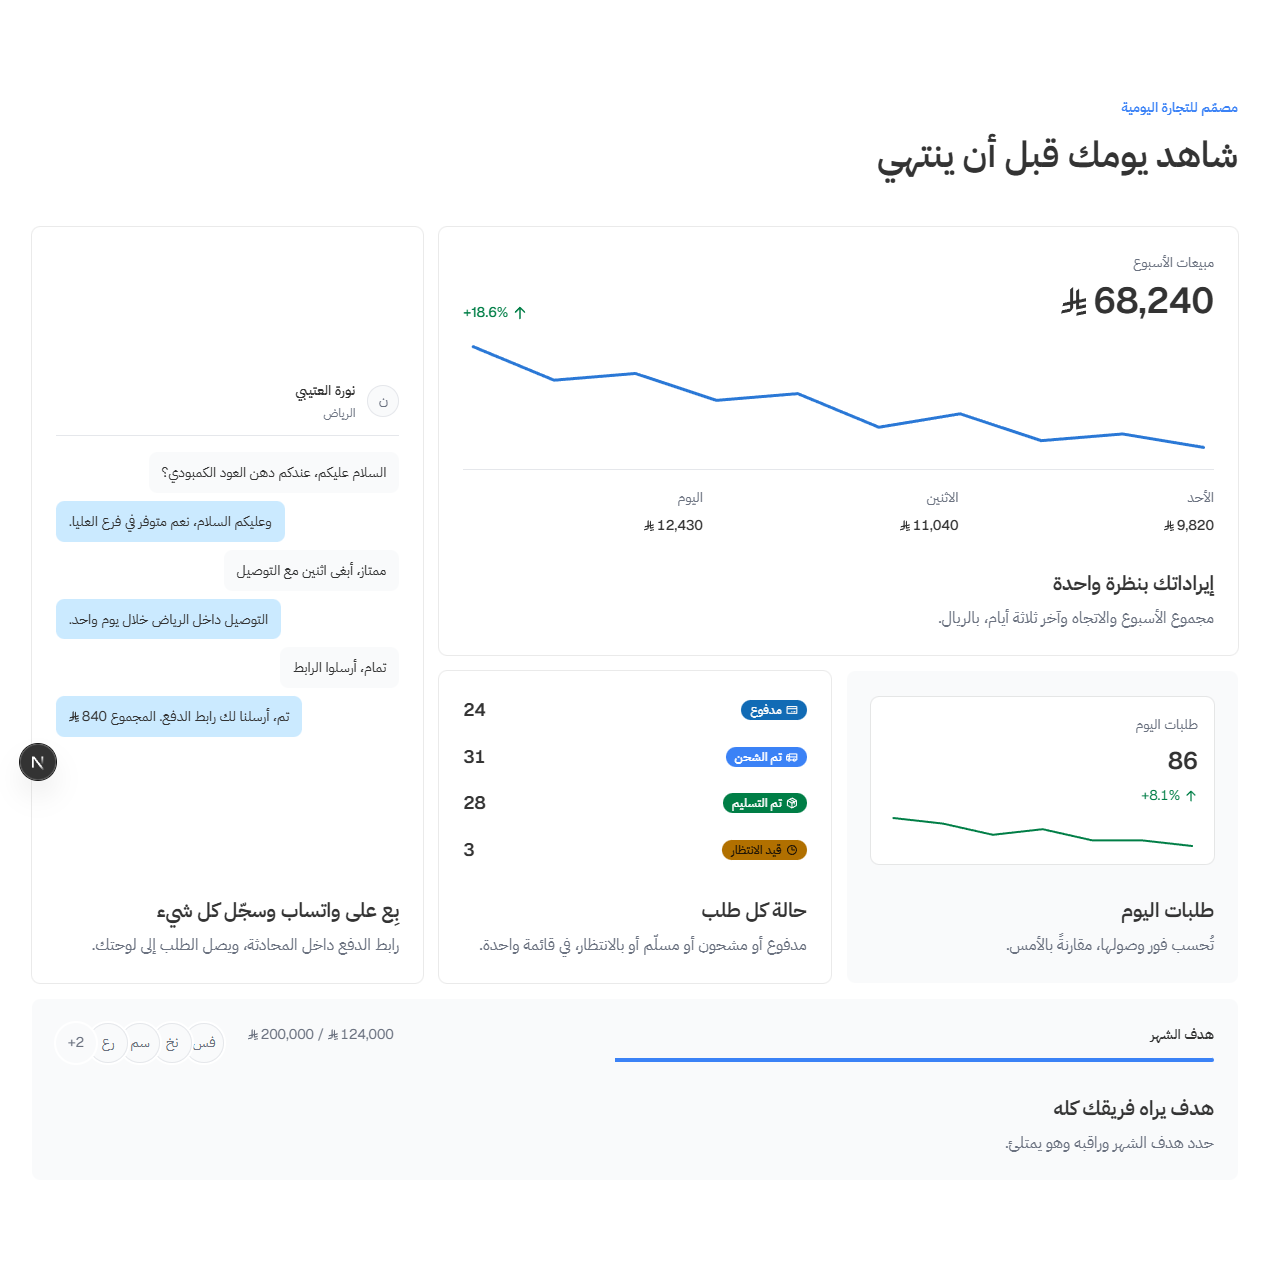 مصمّم للتجارة اليومية
شاهد يومك قبل أن ينتهي
مبيعات الأسبوع
68,240 ⃁
+18.6%
الأحد
9,820 ⃁
الاثنين
11,040 ⃁
اليوم
12,430 ⃁
إيراداتك بنظرة واحدة
مجموع الأسبوع والاتجاه وآخر ثلاثة أيام، بالريال.
ن
نورة العتيبي
الرياض
السلام عليكم، عندكم دهن العود الكمبودي؟
وعليكم السلام، نعم متوفر في فرع العليا.
ممتاز، أبغى اثنين مع التوصيل
التوصيل داخل الرياض خلال يوم واحد.
تمام، أرسلوا الرابط
تم، أرسلنا لك رابط الدفع. المجموع 840 ⃁
بِع على واتساب وسجّل كل شيء
رابط الدفع داخل المحادثة، ويصل الطلب إلى لوحتك.
طلبات اليوم
86
+8.1%
طلبات اليوم
تُحسب فور وصولها، مقارنةً بالأمس.
مدفوع 24
تم الشحن 31
تم التسليم 28
قيد الانتظار 3
حالة كل طلب
مدفوع أو مشحون أو مسلّم أو بالانتظار، في قائمة واحدة.
هدف الشهر
124,000 ⃁ / 200,000 ⃁
فس
نخ
سم
رع
+2
هدف يراه فريقك كله
حدد هدف الشهر وراقبه وهو يمتلئ.
N